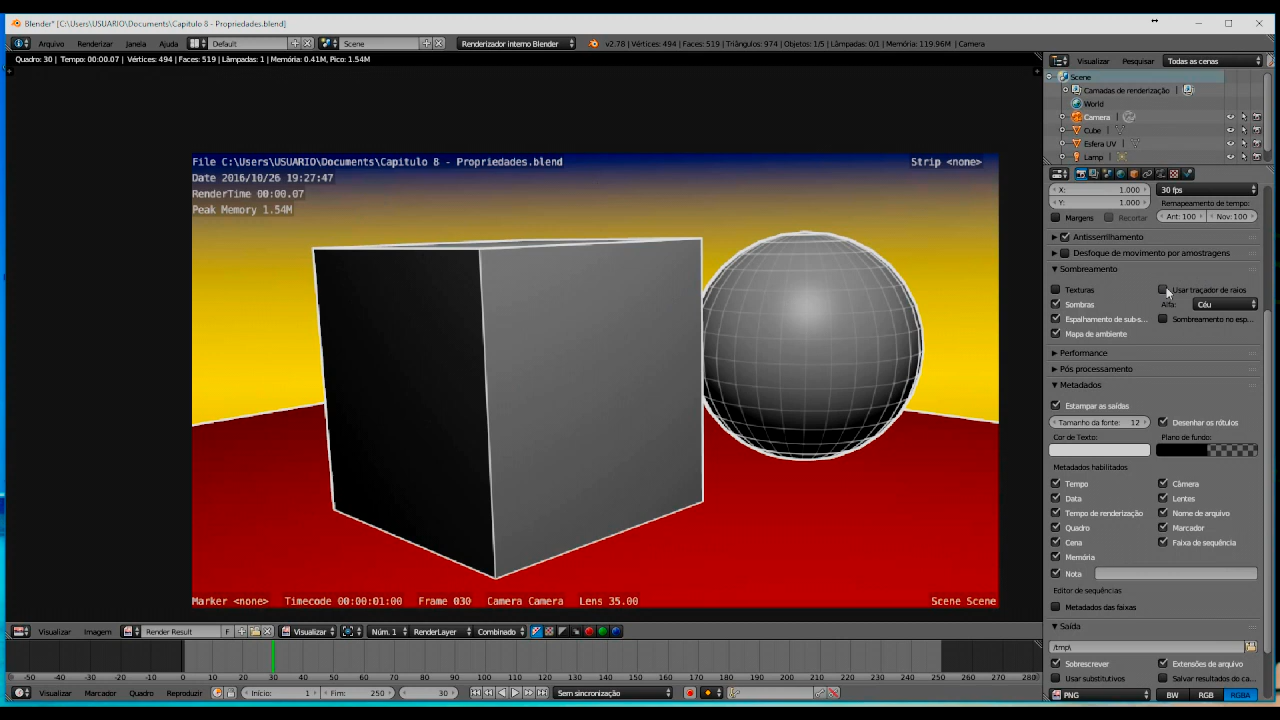 Blender* [C:\Users\USUARIO\Documents\Capitulo 8 - Propriedades.blend]
Arquivo Renderizar Janela Ajuda Default Scene Renderizador interno Blender v2.78 | Vértices: 494 | Faces: 519 | Triângulos: 974 | Objetos: 1/5 | Lâmpadas: 0/1 | Memória: 119.96M | Camera
Quadro: 30 | Tempo: 00:00.07 | Vértices: 494 | Faces: 519 | Lâmpadas: 1 | Memória: 0.41M, Pico: 1.54M |
Visualizar Pesquisar Todas as cenas
Scene
Camadas de renderização |
World
Camera |
Cube |
Esfera UV |
Lamp |
File C:\Users\USUARIO\Documents\Capitulo 8 - Propriedades.blend Strip <none>
Date 2016/10/26 19:27:47
RenderTime 00:00.07
Peak Memory 1.54M
Marker <none> Timecode 00:00:01:00 Frame 030 Camera Camera Lens 35.00 Scene Scene
X: 1.000 30 fps
Y: 1.000 Remapeamento de tempo:
Margens Recortar Ant: 100 Nov: 100
Antisserrilhamento
Desfoque de movimento por amostragens
Sombreamento
Texturas Usar traçador de raios
Sombras Alfa: Céu
Espalhamento de sub-s... Sombreamento no esp...
Mapa de ambiente
Performance
Pós processamento
Metadados
Estampar as saídas
Tamanho da fonte: 12 Desenhar os rótulos
Cor de Texto: Plano de fundo:
Metadados habilitados
Tempo Câmera
Data Lentes
Tempo de renderização Nome de arquivo
Quadro Marcador
Cena Faixa de sequência
Memória
Nota
Editor de sequências
Metadados das faixas
Saída
/tmp\
Sobrescrever Extensões de arquivo
Usar substitutivos Salvar resultados do ca...
PNG BW RGB RGBA
Visualizar Imagem Render Result F Visualizar Núm. 1 RenderLayer Combinado
-50 -40 -30 -20 -10 0 10 20 30 40 50 60 70 80 90 100 110 120 130 140 150 160 170 180 190 200 210 220 230 240 250 260 270 280
Visualizar Marcador Quadro Reproduzir Início: 1 Fim: 250 30 Sem sincronização